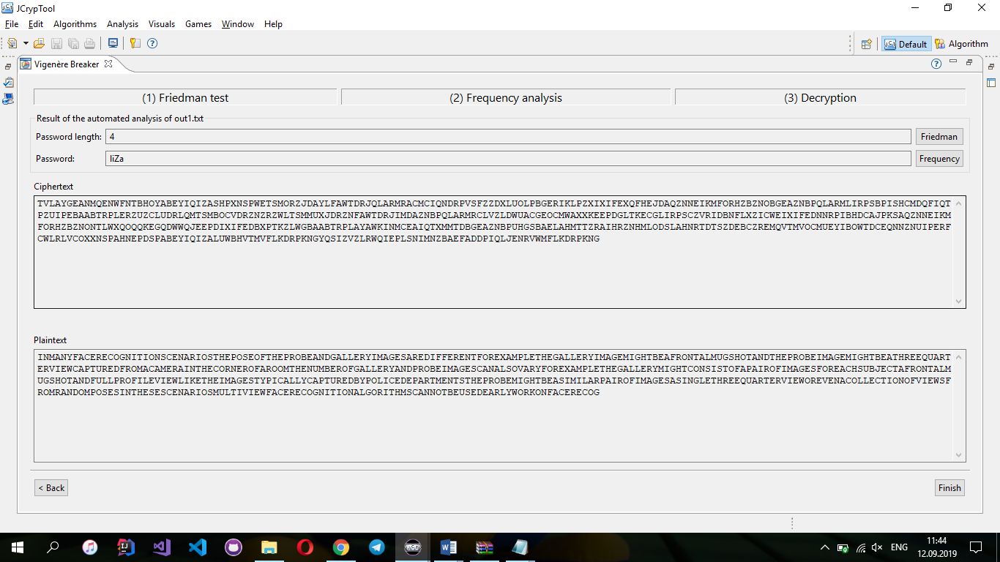 JCrypTool
File Edit Algorithms Analysis Visuals Games Window Help
Default Algorithm
Vigenère Breaker
(1) Friedman test (2) Frequency analysis (3) Decryption
Result of the automated analysis of out1.txt
Password length: 4 Friedman
Password: liZa Frequency
Ciphertext
TVLAYGEANMQENWFNTBHOYABEYIQIZASHPXNSPWETSMORZJDAYLFAWTDRJQLARMRACMCIQNDRPVSFZZDXLUOLPBGERIKLPZXIXIFEXQFHEJDAQZNNEIKMFORHZBZNOBGEAZNBPQLARMLIRPSBPISHCMDQFIQT
PZUIPEBAABTRPLERZUZCLUDRLQMTSMBOCVDRZNZRZWLTSMMUXJDRZNFAWTDRJIMDAZNBPQLARMRCLVZLDWUACGEOCMWAXXKEEPDGLTKECGLIRPSCZVRIDBNFLXZICWEIXIFEDNNRPIBHDCAJPKSAQZNNEIKM
FORHZBZNONTLWXQOQQKEGQDWWQJEEPDIXIFEDBXPTKZLWGBAABTRPLAYAWKINMCEAIQTXMMTDBGEAZNBPUHGSBAELAHMTTZRAIHRZNHMLODSLAHNRTDTSZDEBCZREMQVTMVOCMUEYIBOWTDCEQNNZNUIPERF
CWLRLVCOXXNSPAHNEPDSPABEYIQIZALUWBHVTMVFLKDRPKNGYQSIZVZLRWQIEPLSNIMNZBAEFADDPIQLJENRVWMFLKDRPKNG
Plaintext
INMANYFACERECOGNITIONSCENARIOSTHEPOSEOFTHEPROBEANDGALLERYIMAGESAREDIFFERENTFOREXAMPLETHEGALLERYIMAGEMIGHTBEAFRONTALMUGSHOTANDTHEPROBEIMAGEMIGHTBEATHREEQUART
ERVIEWCAPTUREDFROMACAMERAINTHECORNEROFAROOMTHENUMBEROFGALLERYANDPROBEIMAGESCANALSOVARYFOREXAMPLETHEGALLERYMIGHTCONSISTOFAPAIROFIMAGESFOREACHSUBJECTAFRONTALM
UGSHOTANDFULLPROFILEVIEWLIKETHEIMAGESTYPICALLYCAPTUREDBYPOLICEDEPARTMENTSTHEPROBEMIGHTBEASIMILARPAIROFIMAGESASINGLETHREEQUARTERVIEWOREVENACOLLECTIONOFVIEWSF
ROMRANDOMPOSESINTHESESCENARIOSMULTIVIEWFACERECOGNITIONALGORITHMSCANNOTBEUSEDEARLYWORKONFACERECOG
< Back Finish
ENG
11:44
12.09.2019